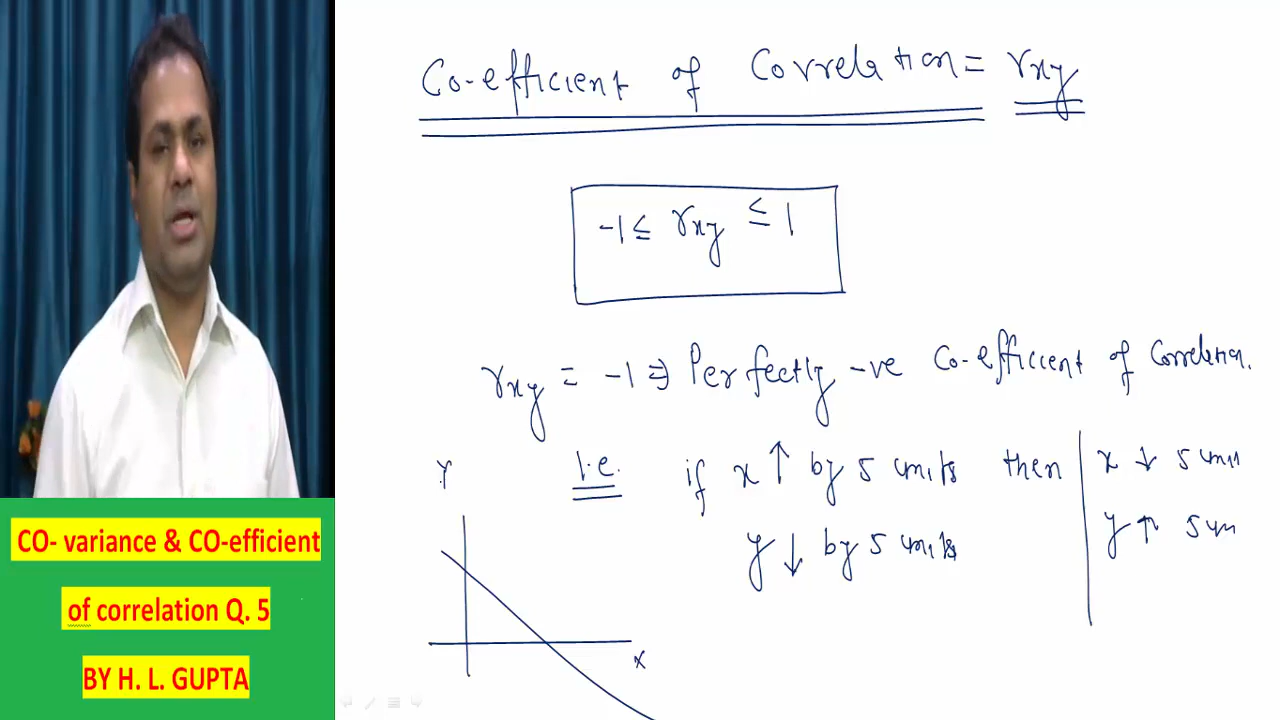 Co-efficient of Correlation = rxy
-1 ≤ rxy ≤ 1
rxy = -1 ⇒ Perfectly -ve Co-efficient of Correlation.
i.e. if x ↑ by 5 units then
y ↓ by 5 units
x ↓ 5 unit
y ↑ 5 un
Y
X
CO- variance & CO-efficient
of correlation Q. 5
BY H. L. GUPTA